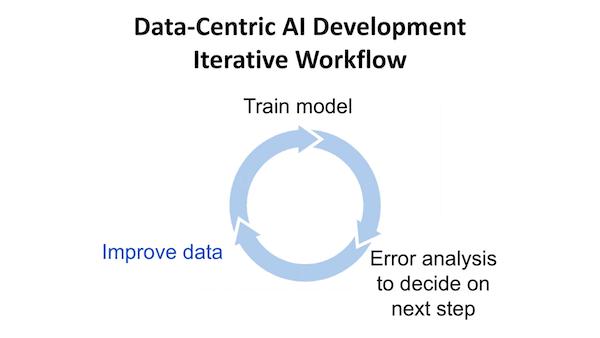 Data-Centric AI Development
Iterative Workflow
Train model
Improve data
Error analysis
to decide on
next step